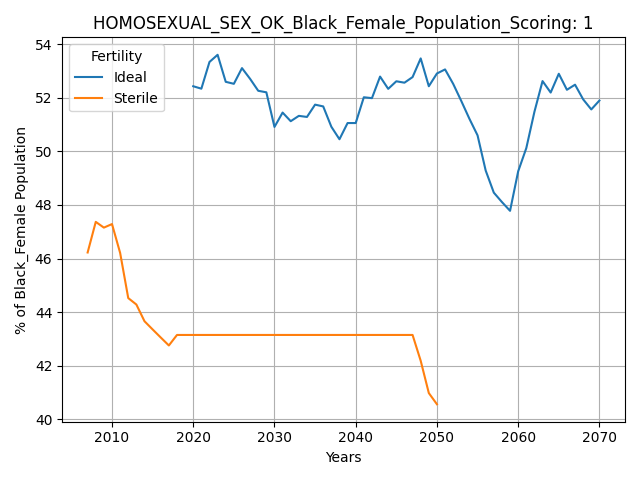 HOMOSEXUAL_SEX_OK_Black_Female_Population_Scoring: 1
Fertility
Ideal
Sterile
% of Black_Female Population
54
52
50
48
46
44
42
40
2010 2020 2030 2040 2050 2060 2070
Years